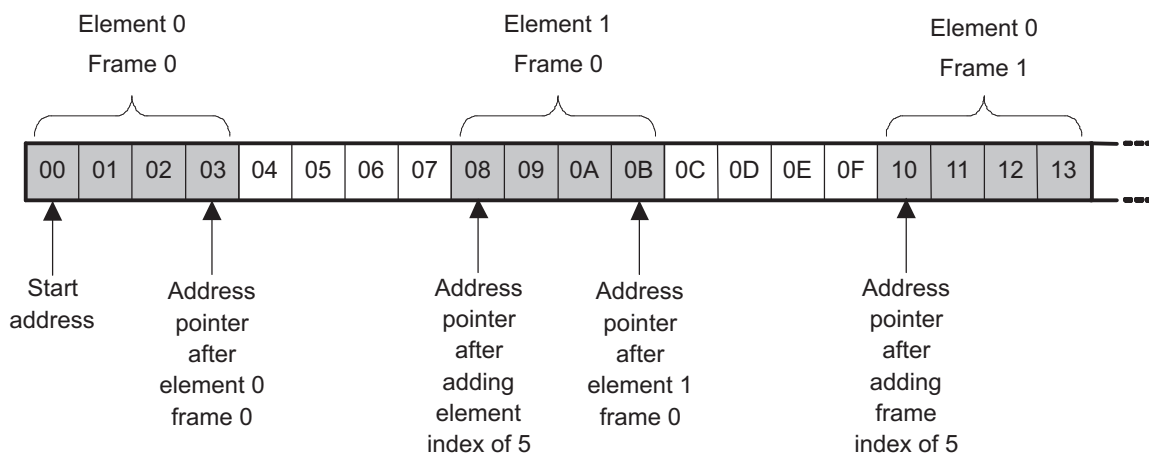 Element 0
Frame 0
Element 1
Frame 0
Element 0
Frame 1
00 01 02 03 04 05 06 07 08 09 0A 0B 0C 0D 0E 0F 10 11 12 13
Start
address
Address
pointer
after
element 0
frame 0
Address
pointer
after
adding
element
index of 5
Address
pointer
after
element 1
frame 0
Address
pointer
after
adding
frame
index of 5